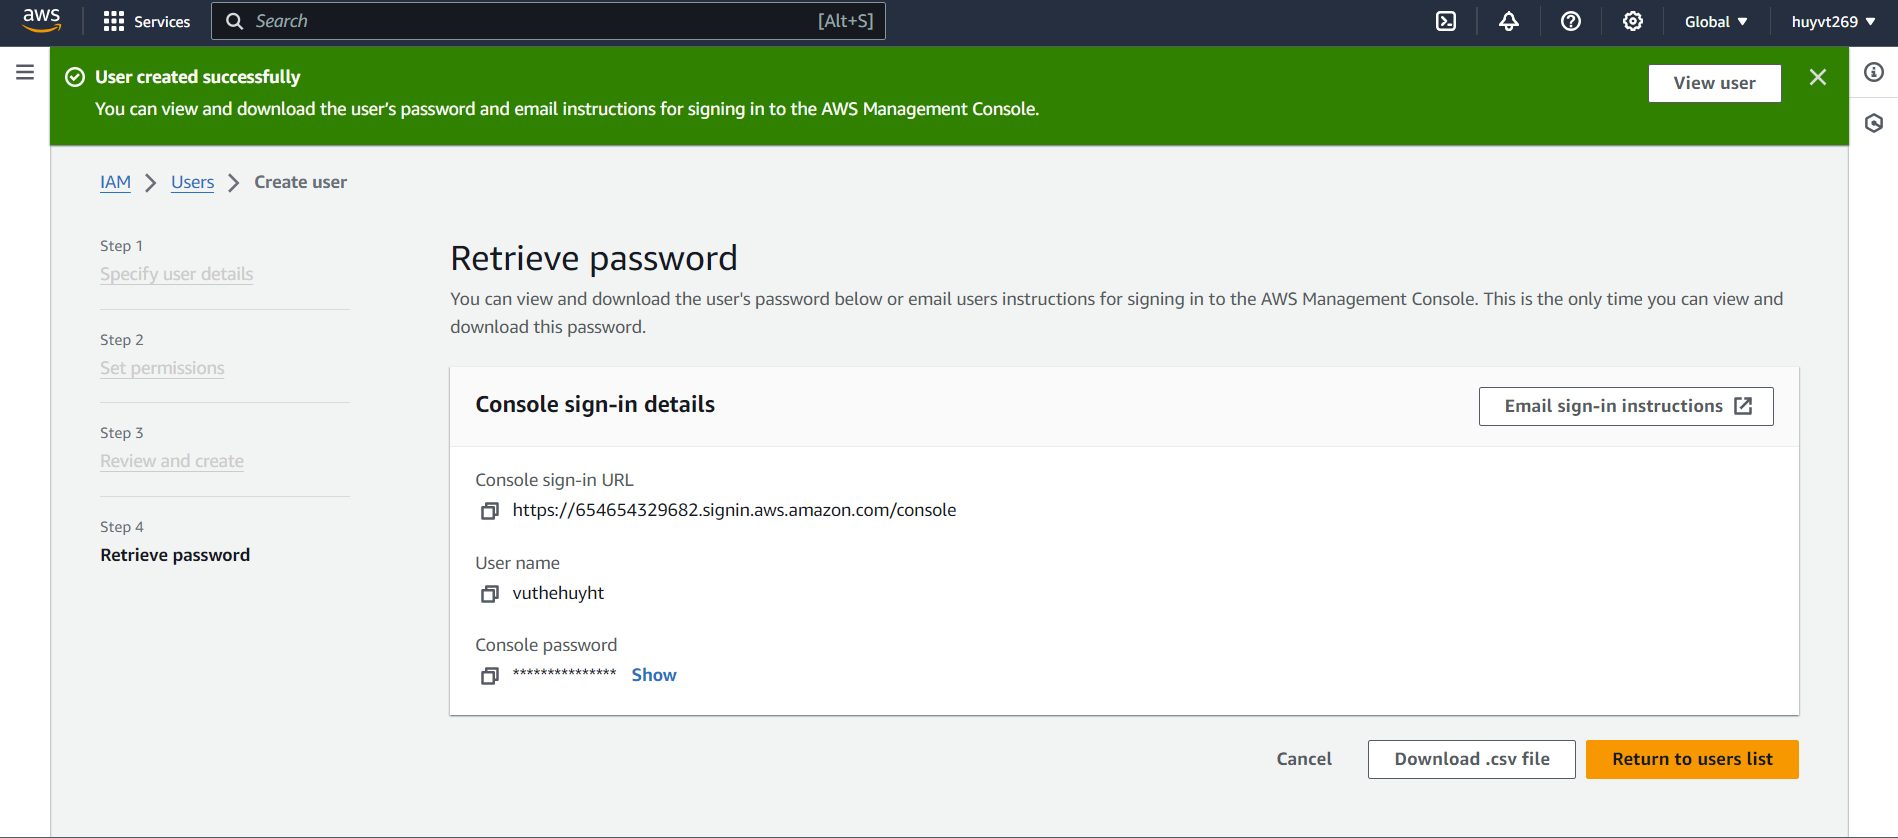 aws
Services
Search
[Alt+S]
Global
huyvt269
User created successfully
You can view and download the user's password and email instructions for signing in to the AWS Management Console.
View user
IAM
Users
Create user
Step 1
Specify user details
Step 2
Set permissions
Step 3
Review and create
Step 4
Retrieve password
Retrieve password
You can view and download the user's password below or email users instructions for signing in to the AWS Management Console. This is the only time you can view and
download this password.
Console sign-in details
Email sign-in instructions
Console sign-in URL
https://654654329682.signin.aws.amazon.com/console
User name
vuthehuyht
Console password
*************** Show
Cancel
Download .csv file
Return to users list